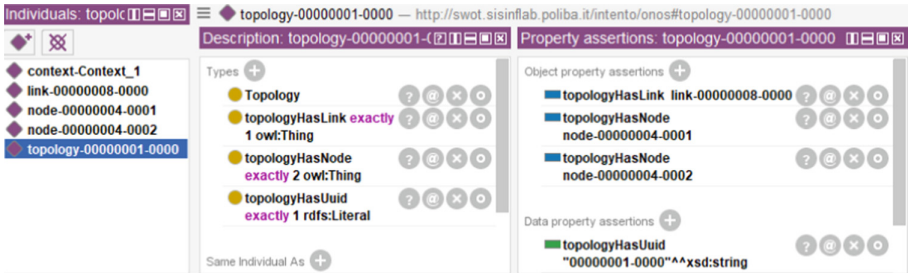 Individuals: topolo
context-Context_1
link-00000008-0000
node-00000004-0001
node-00000004-0002
topology-00000001-0000
topology-00000001-0000 — http://swot.sisinflab.poliba.it/intento/onos#topology-00000001-0000
Description: topology-00000001-(
Types
Topology
topologyHasLink exactly
1 owl:Thing
topologyHasNode
exactly 2 owl:Thing
topologyHasUuid
exactly 1 rdfs:Literal
Same Individual As
Property assertions: topology-00000001-0000
Object property assertions
topologyHasLink link-00000008-0000
topologyHasNode
node-00000004-0001
topologyHasNode
node-00000004-0002
Data property assertions
topologyHasUuid
"00000001-0000"^^xsd:string